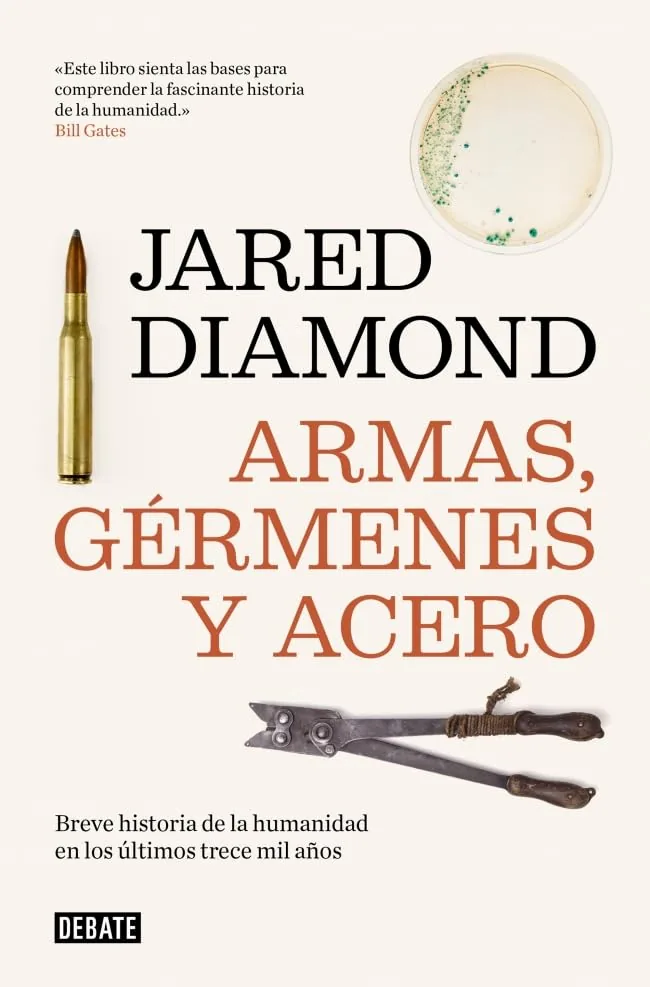 «Este libro sienta las bases para
comprender la fascinante historia
de la humanidad.»
Bill Gates
JARED
DIAMOND
ARMAS,
GÉRMENES
Y ACERO
Breve historia de la humanidad
en los últimos trece mil años
DEBATE